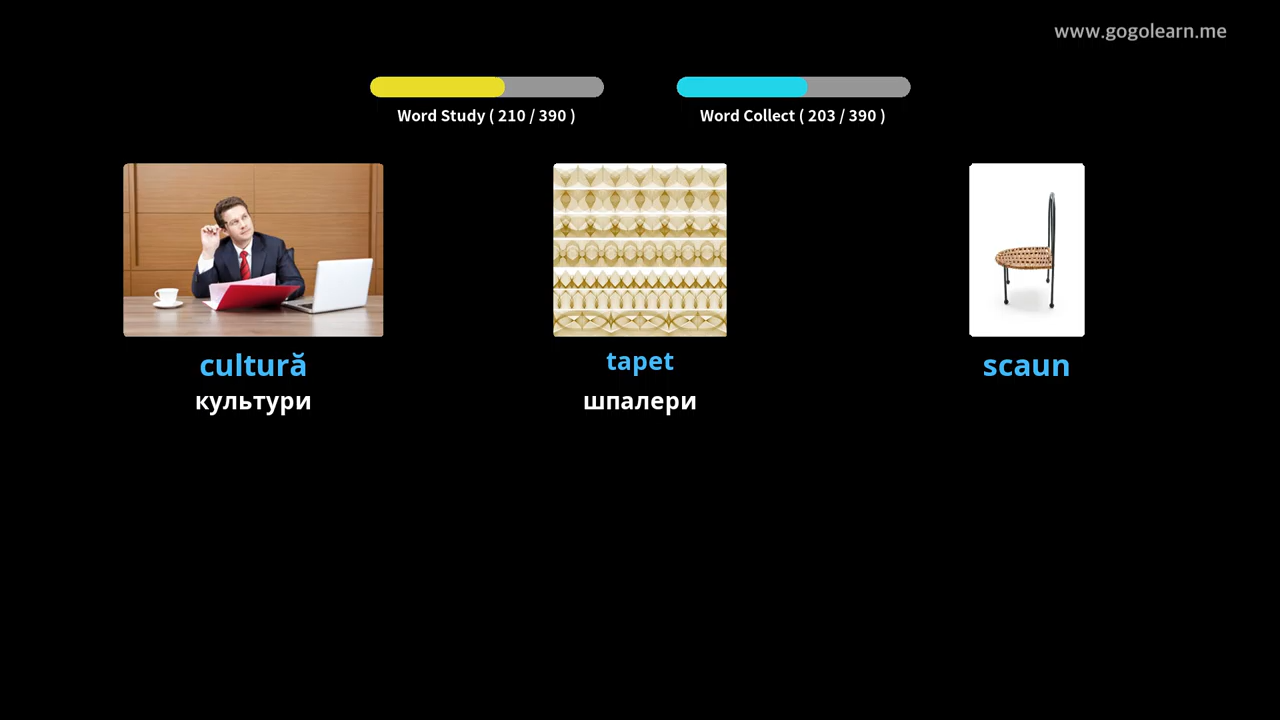 www.gogolearn.me
Word Study ( 210 / 390 )
Word Collect ( 203 / 390 )
cultură
культури
tapet
шпалери
scaun